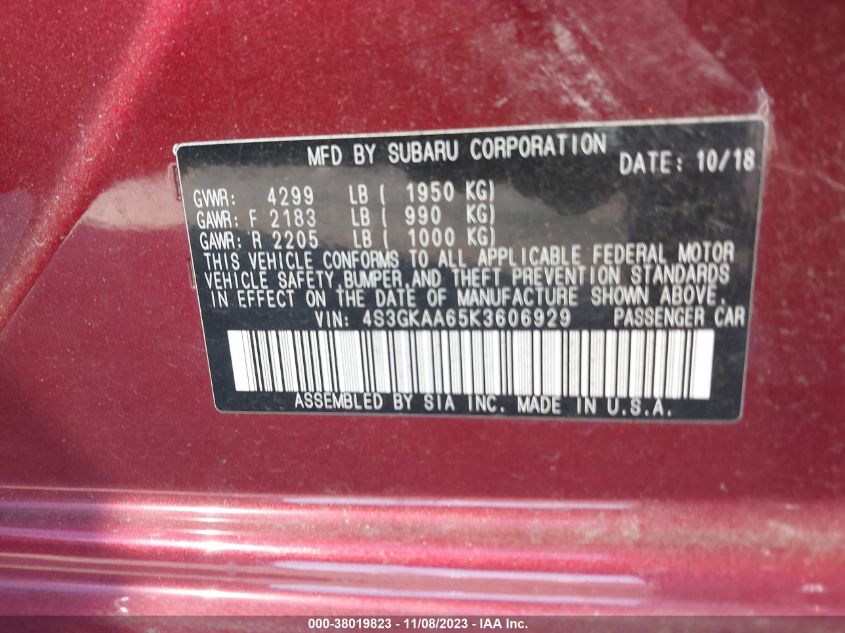 MFD BY SUBARU CORPORATION DATE: 10/18
GVWR: 4299 LB ( 1950 KG)
GAWR: F 2183 LB ( 990 KG)
GAWR: R 2205 LB ( 1000 KG)
THIS VEHICLE CONFORMS TO ALL APPLICABLE FEDERAL MOTOR
VEHICLE SAFETY,BUMPER,AND THEFT PREVENTION STANDARDS
IN EFFECT ON THE DATE OF MANUFACTURE SHOWN ABOVE.
VIN: 4S3GKAA65K3606929 PASSENGER CAR
ASSEMBLED BY SIA INC. MADE IN U.S.A.
000-38019823 - 11/08/2023 - IAA Inc.